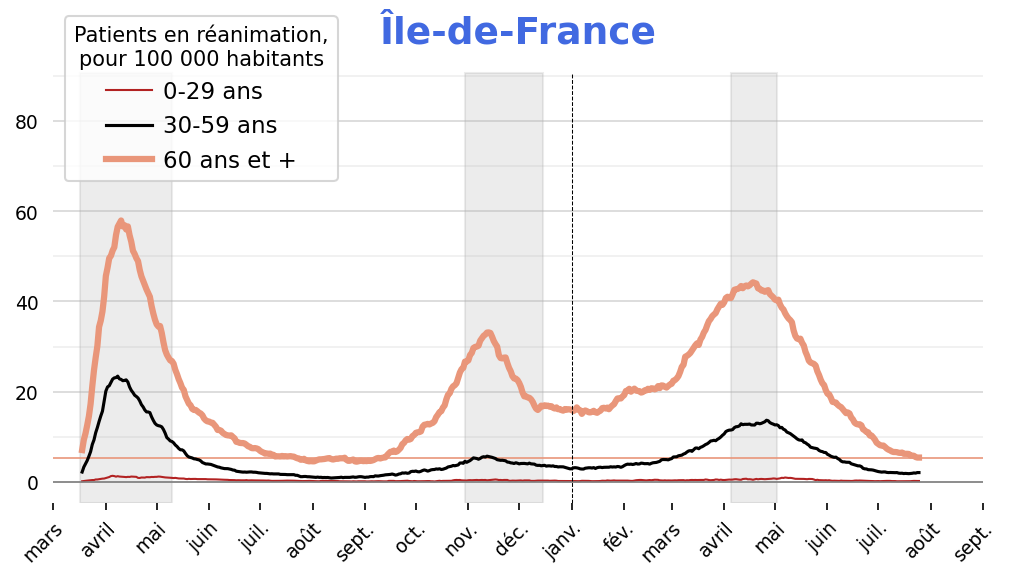 Île-de-France
Patients en réanimation,
pour 100 000 habitants
0-29 ans
30-59 ans
60 ans et +
80
60
40
20
0
mars
avril
mai
juin
juil.
août
sept.
oct.
nov.
déc.
janv.
fév.
mars
avril
mai
juin
juil.
août
sept.